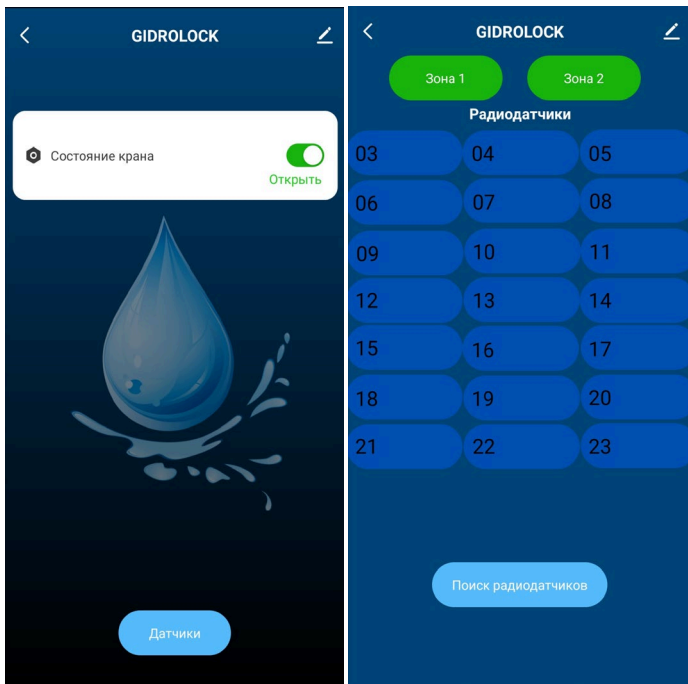 GIDROLOCK
Состояние крана
Открыть
Датчики
GIDROLOCK
Зона 1 Зона 2
Радиодатчики
03 04 05
06 07 08
09 10 11
12 13 14
15 16 17
18 19 20
21 22 23
Поиск радиодатчиков